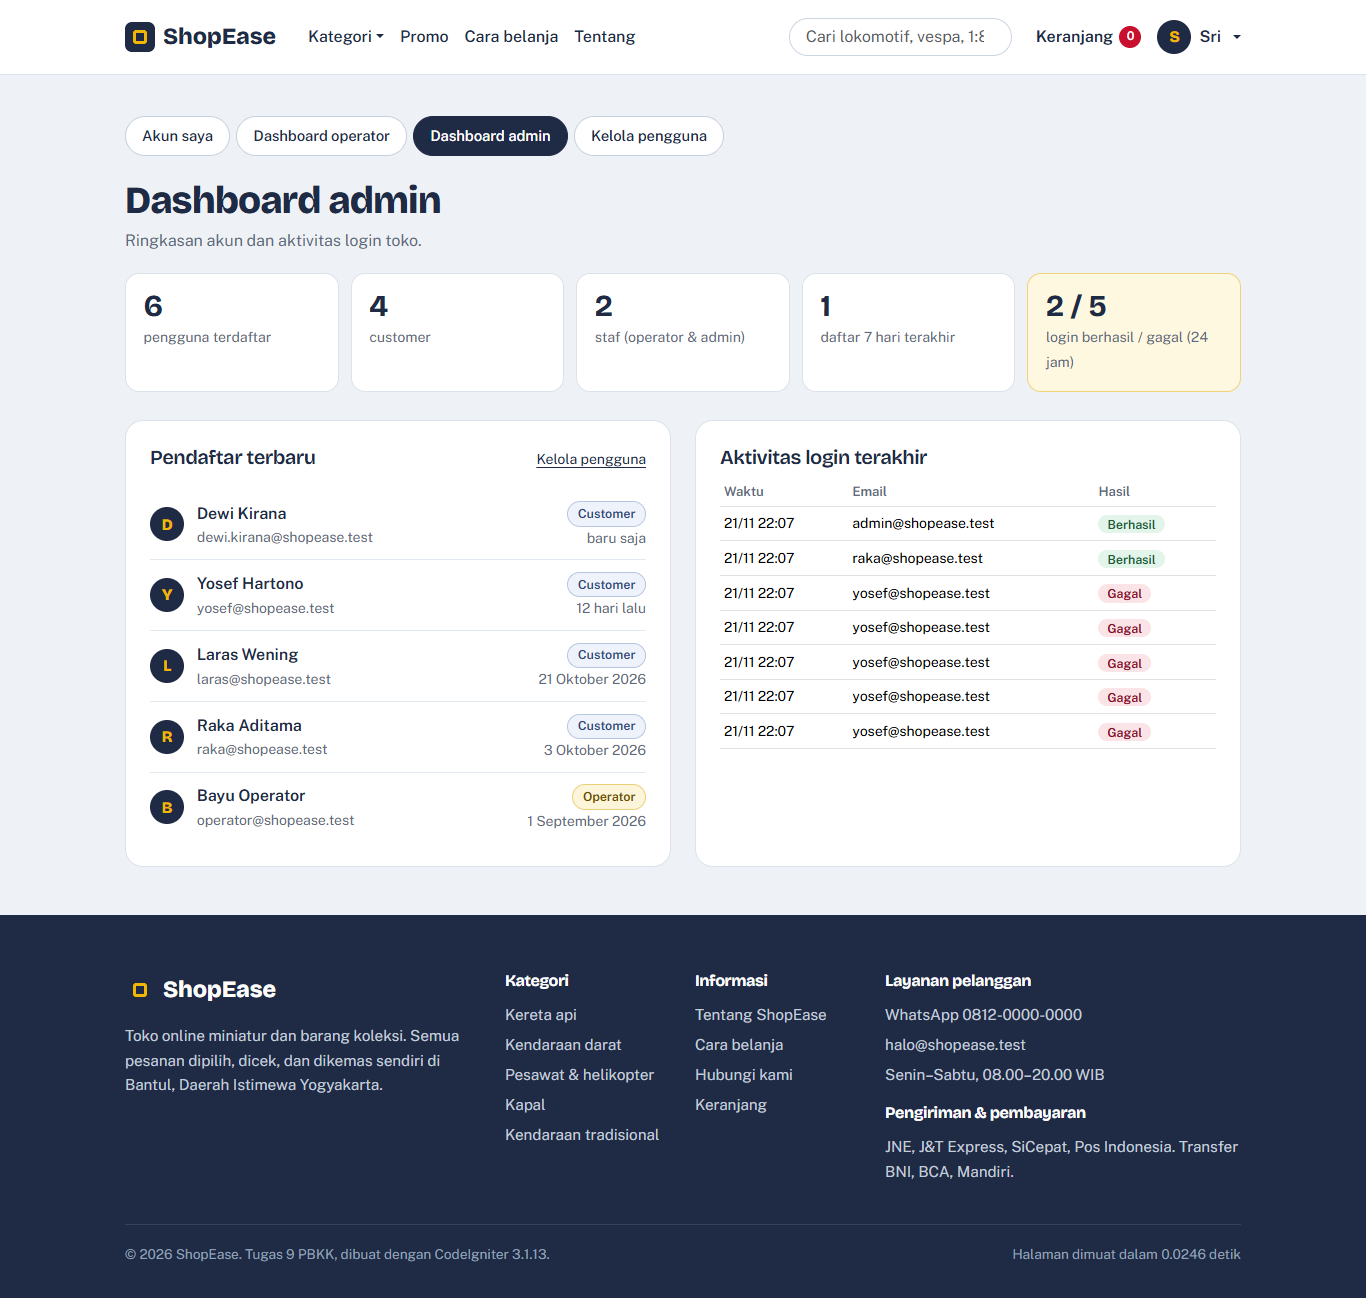 ShopEase
Kategori
Promo
Cara belanja
Tentang
Cari lokomotif, vespa, 1:8
Keranjang 0
S Sri
Akun saya
Dashboard operator
Dashboard admin
Kelola pengguna
Dashboard admin
Ringkasan akun dan aktivitas login toko.
6
pengguna terdaftar
4
customer
2
staf (operator & admin)
1
daftar 7 hari terakhir
2 / 5
login berhasil / gagal (24
jam)
Pendaftar terbaru
Kelola pengguna
D Dewi Kirana Customer
dewi.kirana@shopease.test baru saja
Y Yosef Hartono Customer
yosef@shopease.test 12 hari lalu
L Laras Wening Customer
laras@shopease.test 21 Oktober 2026
R Raka Aditama Customer
raka@shopease.test 3 Oktober 2026
B Bayu Operator Operator
operator@shopease.test 1 September 2026
Aktivitas login terakhir
Waktu Email Hasil
21/11 22:07 admin@shopease.test Berhasil
21/11 22:07 raka@shopease.test Berhasil
21/11 22:07 yosef@shopease.test Gagal
21/11 22:07 yosef@shopease.test Gagal
21/11 22:07 yosef@shopease.test Gagal
21/11 22:07 yosef@shopease.test Gagal
21/11 22:07 yosef@shopease.test Gagal
ShopEase
Toko online miniatur dan barang koleksi. Semua
pesanan dipilih, dicek, dan dikemas sendiri di
Bantul, Daerah Istimewa Yogyakarta.
Kategori
Kereta api
Kendaraan darat
Pesawat & helikopter
Kapal
Kendaraan tradisional
Informasi
Tentang ShopEase
Cara belanja
Hubungi kami
Keranjang
Layanan pelanggan
WhatsApp 0812-0000-0000
halo@shopease.test
Senin–Sabtu, 08.00–20.00 WIB
Pengiriman & pembayaran
JNE, J&T Express, SiCepat, Pos Indonesia. Transfer
BNI, BCA, Mandiri.
© 2026 ShopEase. Tugas 9 PBKK, dibuat dengan CodeIgniter 3.1.13.
Halaman dimuat dalam 0.0246 detik